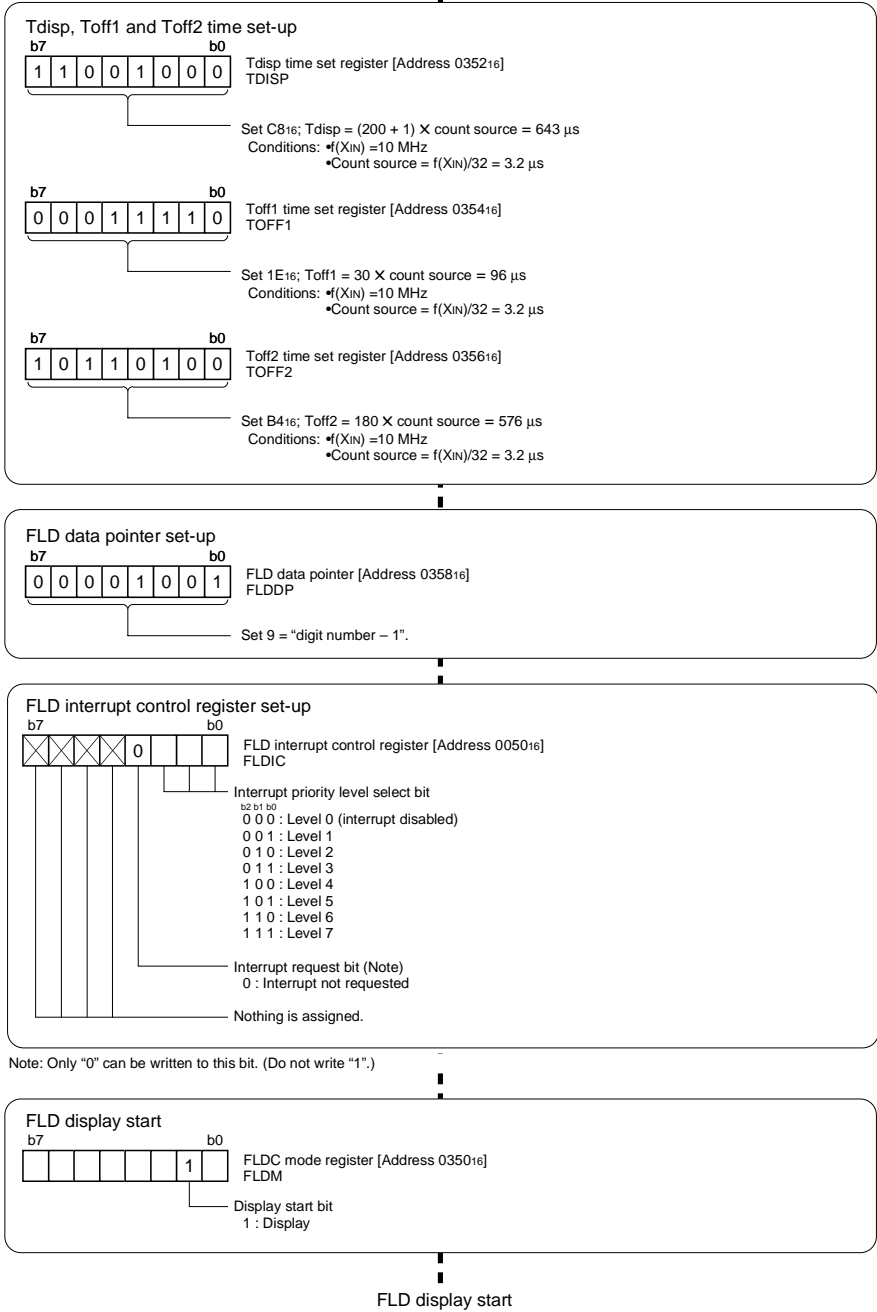 Tdisp, Toff1 and Toff2 time set-up
b7 b0
1 1 0 0 1 0 0 0
Tdisp time set register [Address 035216]
TDISP
Set C816; Tdisp = (200 + 1) ✕ count source = 643 μs
Conditions: •f(XIN) =10 MHz
•Count source = f(XIN)/32 = 3.2 μs
b7 b0
0 0 0 1 1 1 1 0
Toff1 time set register [Address 035416]
TOFF1
Set 1E16; Toff1 = 30 ✕ count source = 96 μs
Conditions: •f(XIN) =10 MHz
•Count source = f(XIN)/32 = 3.2 μs
b7 b0
1 0 1 1 0 1 0 0
Toff2 time set register [Address 035616]
TOFF2
Set B416; Toff2 = 180 ✕ count source = 576 μs
Conditions: •f(XIN) =10 MHz
•Count source = f(XIN)/32 = 3.2 μs
FLD data pointer set-up
b7 b0
0 0 0 0 1 0 0 1
FLD data pointer [Address 035816]
FLDDP
Set 9 = “digit number – 1”.
FLD interrupt control register set-up
b7 b0
0
FLD interrupt control register [Address 005016]
FLDIC
Interrupt priority level select bit
b2 b1 b0
0 0 0 : Level 0 (interrupt disabled)
0 0 1 : Level 1
0 1 0 : Level 2
0 1 1 : Level 3
1 0 0 : Level 4
1 0 1 : Level 5
1 1 0 : Level 6
1 1 1 : Level 7
Interrupt request bit (Note)
0 : Interrupt not requested
Nothing is assigned.
Note: Only “0” can be written to this bit. (Do not write “1”.)
FLD display start
b7 b0
1
FLDC mode register [Address 035016]
FLDM
Display start bit
1 : Display
FLD display start